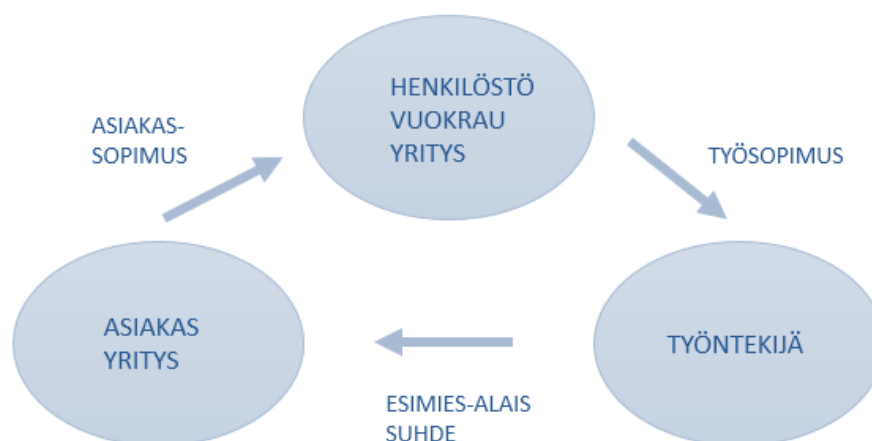 HENKILÖSTÖ
VUOKRAU
YRITYS
ASIAKAS-
SOPIMUS
TYÖSOPIMUS
ASIAKAS
YRITYS
TYÖNTEKIJÄ
ESIMIES-ALAIS
SUHDE